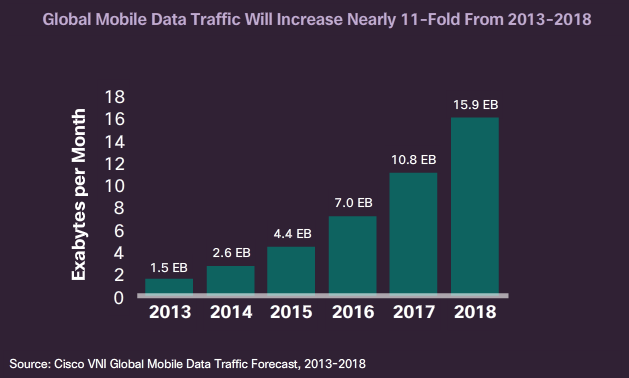 Global Mobile Data Traffic Will Increase Nearly 11-Fold From 2013-2018
Exabytes per Month
18
16
14
12
10
8
6
4
2
0
1.5 EB
2.6 EB
4.4 EB
7.0 EB
10.8 EB
15.9 EB
2013 2014 2015 2016 2017 2018
Source: Cisco VNI Global Mobile Data Traffic Forecast, 2013-2018